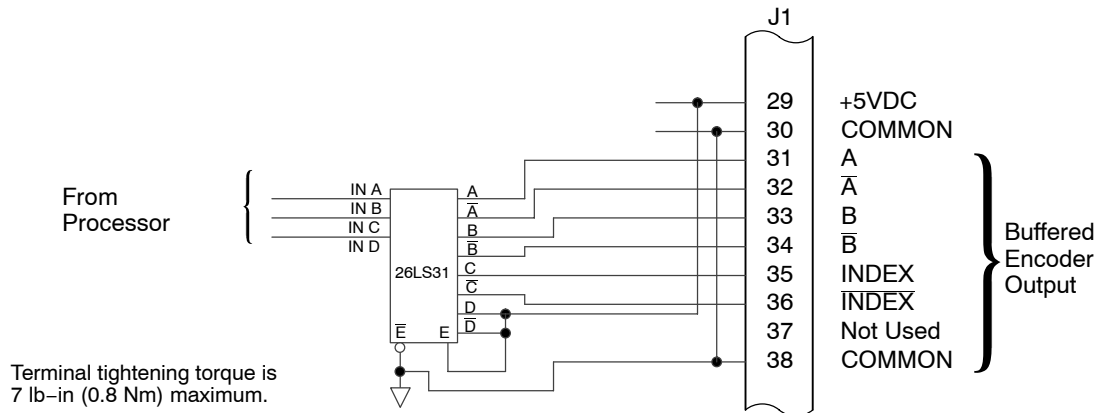 J1
29 +5VDC
30 COMMON
31 A
32 A̅
33 B
34 B̅
35 INDEX
36 I̅N̅D̅E̅X̅
37 Not Used
38 COMMON
Buffered
Encoder
Output
From
Processor
IN A
IN B
IN C
IN D
26LS31
A
A̅
B
B̅
C
C̅
D
D̅
E̅ E
Terminal tightening torque is
7 lb–in (0.8 Nm) maximum.